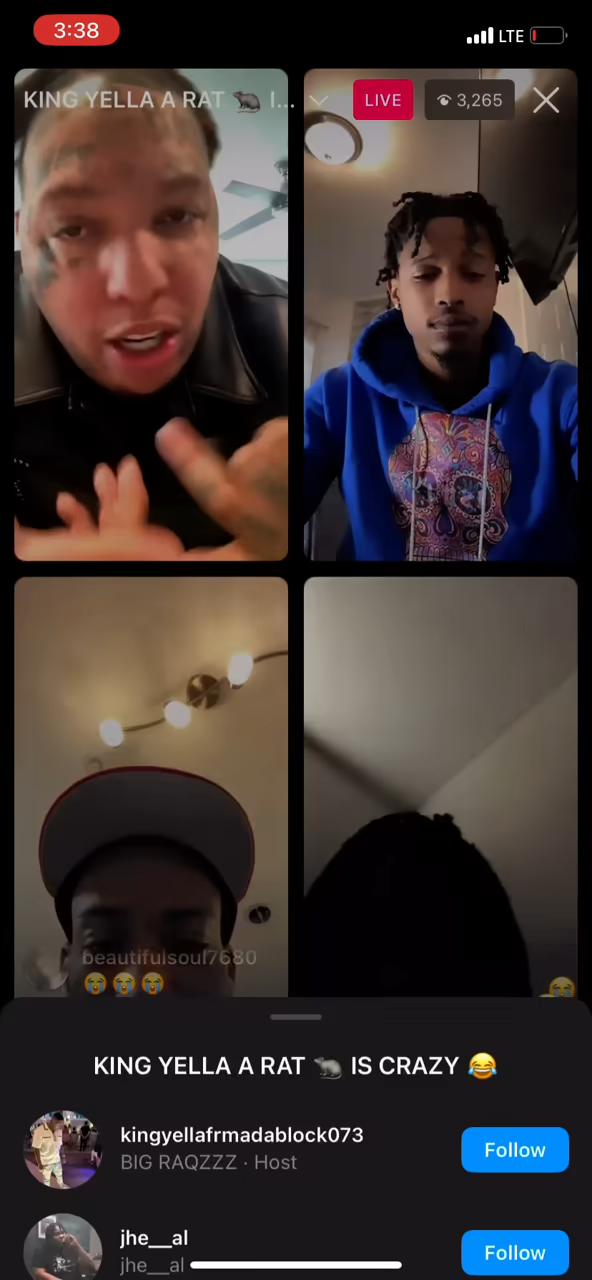 3:38
LTE
KING YELLA A RAT 🐀 I...
LIVE
3,265
beautifulsoul7680
😭😭😭
KING YELLA A RAT 🐀 IS CRAZY 😂
kingyellafrmadablock073
BIG RAQZZZ · Host
Follow
jhe__al
jhe__al
Follow